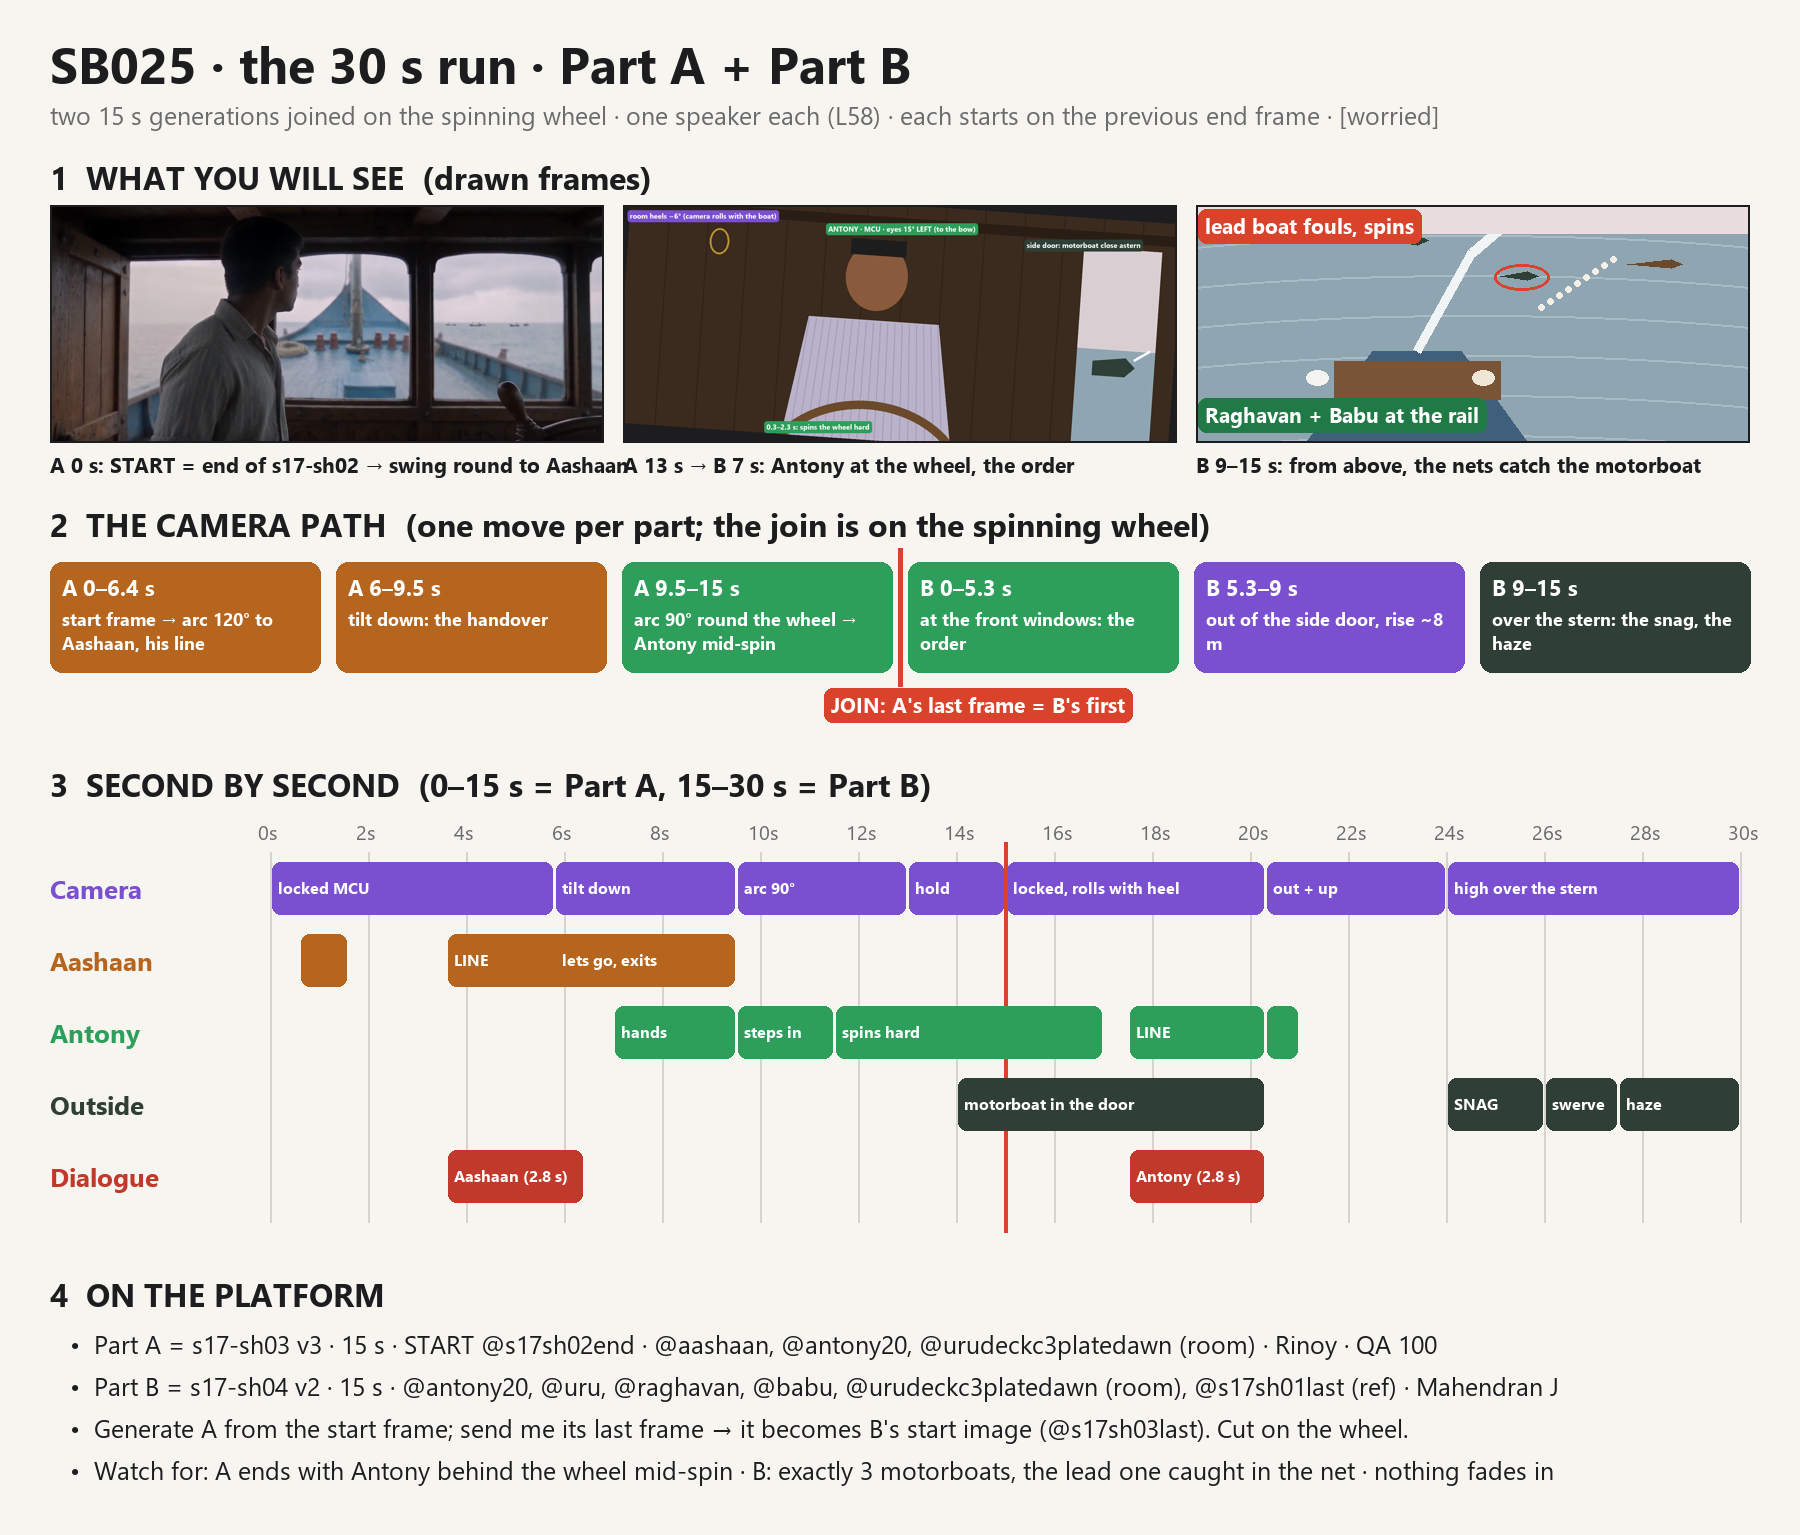 SB025 · the 30 s run · Part A + Part B
two 15 s generations joined on the spinning wheel · one speaker each (L58) · each starts on the previous end frame · [worried]
1 WHAT YOU WILL SEE (drawn frames)
room heels ~6° (camera rolls with the boat)
ANTONY · MCU · eyes 15° LEFT (to the bow)
side door: motorboat close astern
0.3–2.3 s: spins the wheel hard
lead boat fouls, spins
Raghavan + Babu at the rail
A 0 s: START = end of s17-sh02 → swing round to Aashaan
A 13 s → B 7 s: Antony at the wheel, the order
B 9–15 s: from above, the nets catch the motorboat
2 THE CAMERA PATH (one move per part; the join is on the spinning wheel)
A 0–6.4 s
start frame → arc 120° to
Aashaan, his line
A 6–9.5 s
tilt down: the handover
A 9.5–15 s
arc 90° round the wheel →
Antony mid-spin
B 0–5.3 s
at the front windows: the
order
B 5.3–9 s
out of the side door, rise ~8
m
B 9–15 s
over the stern: the snag, the
haze
JOIN: A's last frame = B's first
3 SECOND BY SECOND (0–15 s = Part A, 15–30 s = Part B)
0s 2s 4s 6s 8s 10s 12s 14s 16s 18s 20s 22s 24s 26s 28s 30s
Camera locked MCU tilt down arc 90° hold locked, rolls with heel out + up high over the stern
Aashaan LINE lets go, exits
Antony hands steps in spins hard LINE
Outside motorboat in the door SNAG swerve haze
Dialogue Aashaan (2.8 s) Antony (2.8 s)
4 ON THE PLATFORM
• Part A = s17-sh03 v3 · 15 s · START @s17sh02end · @aashaan, @antony20, @urudeckc3platedawn (room) · Rinoy · QA 100
• Part B = s17-sh04 v2 · 15 s · @antony20, @uru, @raghavan, @babu, @urudeckc3platedawn (room), @s17sh01last (ref) · Mahendran J
• Generate A from the start frame; send me its last frame → it becomes B's start image (@s17sh03last). Cut on the wheel.
• Watch for: A ends with Antony behind the wheel mid-spin · B: exactly 3 motorboats, the lead one caught in the net · nothing fades in